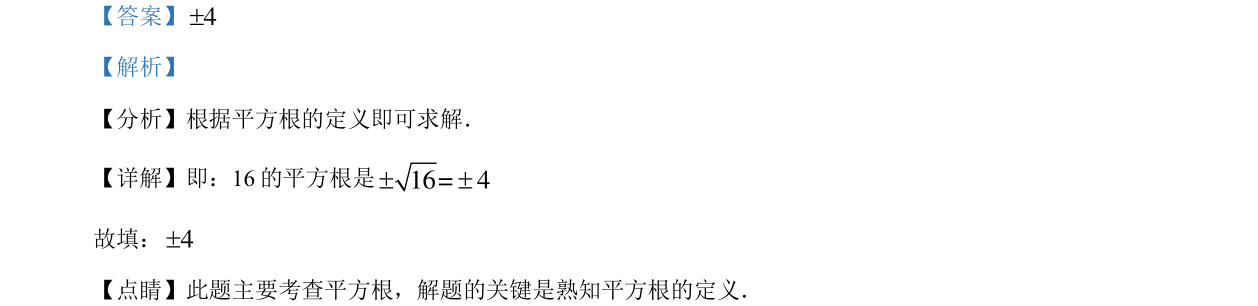 【答案】±4
【解析】
【分析】根据平方根的定义即可求解．
【详解】即：16 的平方根是±√16=±4
故填：±4
【点睛】此题主要考查平方根，解题的关键是熟知平方根的定义．